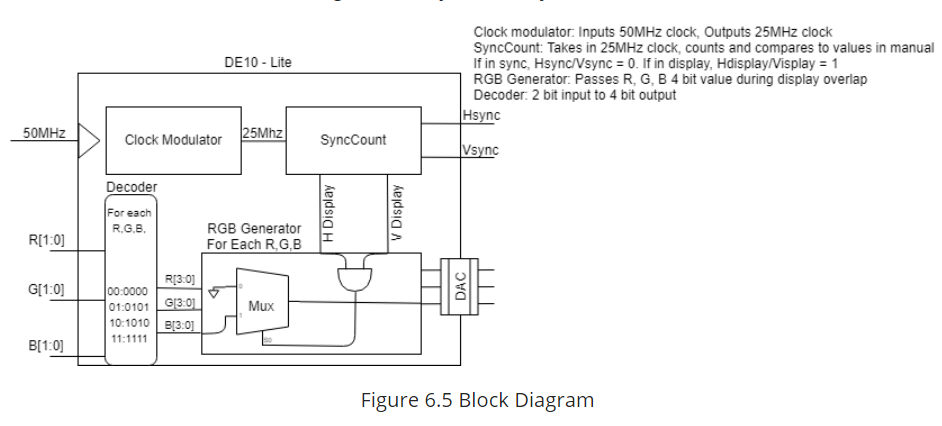 Clock modulator: Inputs 50MHz clock, Outputs 25MHz clock
SyncCount: Takes in 25MHz clock, counts and compares to values in manual
If in sync, Hsync/Vsync = 0. If in display, Hdisplay/Visplay = 1
RGB Generator: Passes R, G, B 4 bit value during display overlap
Decoder: 2 bit input to 4 bit output
DE10 - Lite
50MHz
Clock Modulator
25Mhz
SyncCount
Hsync
Vsync
Decoder
For each
R,G,B,
00:0000
01:0101
10:1010
11:1111
R[1:0]
G[1:0]
B[1:0]
R[3:0]
G[3:0]
B[3:0]
RGB Generator
For Each R,G,B
H Display
V Display
0
Mux
1
S0
DAC
Figure 6.5 Block Diagram